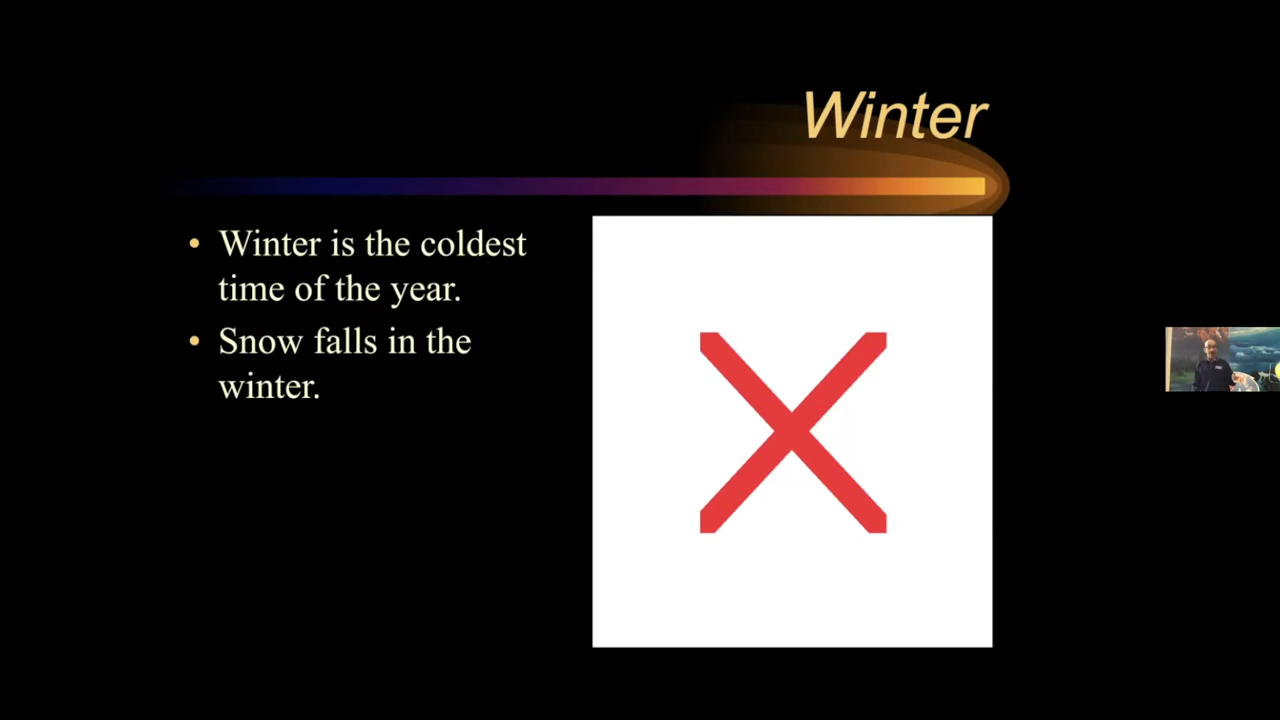 Winter
• Winter is the coldest
time of the year.
• Snow falls in the
winter.